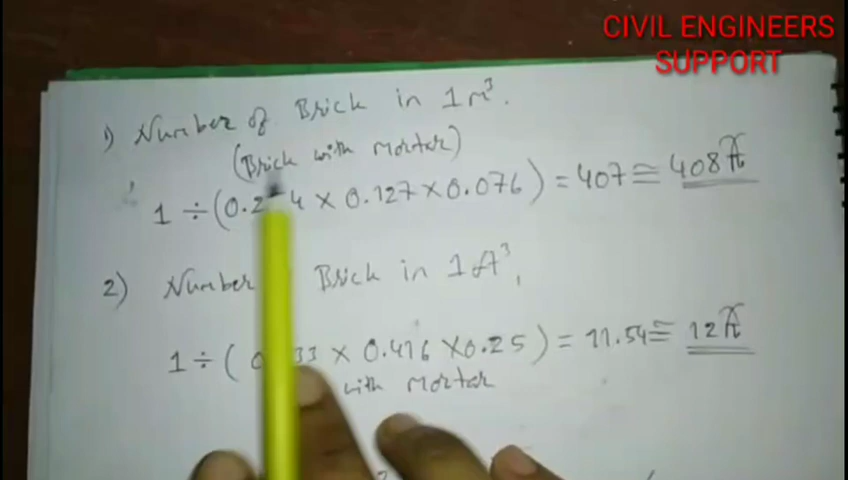 CIVIL ENGINEERS
SUPPORT
1) Number of Brick in 1m³.
(Brick with mortar)
1 ÷ (0.2 4 × 0.127 × 0.076) = 407 ≅ 408
2) Number Brick in 1ft³,
1 ÷ ( 0. 33 × 0.416 × 0.25 ) = 11.54 ≅ 12
with mortar